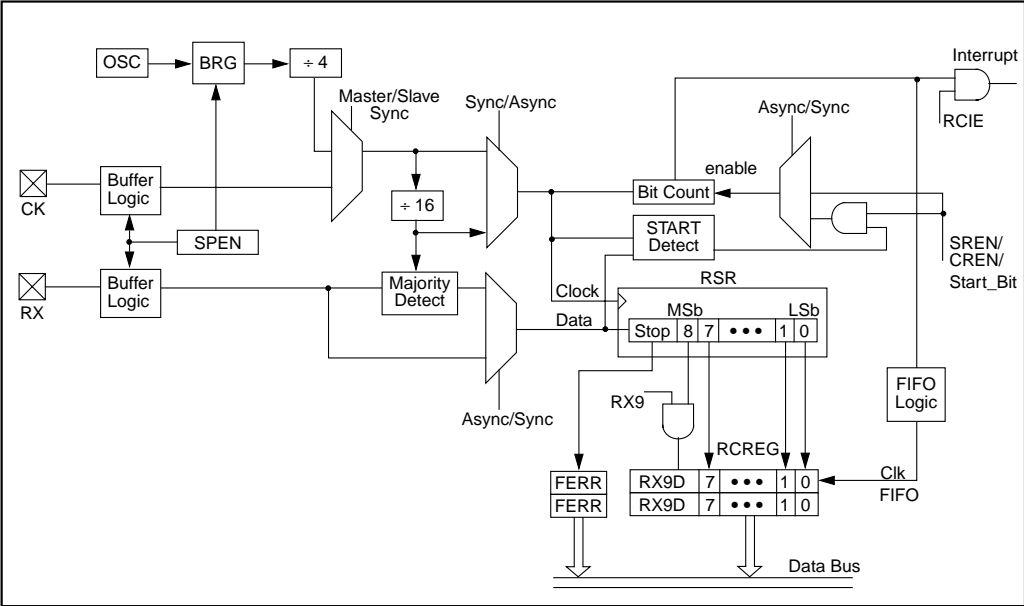 OSC
BRG
÷ 4
Interrupt
Master/Slave
Sync
Sync/Async
Async/Sync
RCIE
CK
Buffer
Logic
÷ 16
enable
Bit Count
SPEN
START
Detect
SREN/
CREN/
Start_Bit
RX
Buffer
Logic
Majority
Detect
Clock
RSR
MSb
LSb
Data
Stop 8 7 ••• 1 0
Async/Sync
RX9
FIFO
Logic
RCREG
FERR
RX9D 7 ••• 1 0
Clk
FIFO
FERR
RX9D 7 ••• 1 0
Data Bus